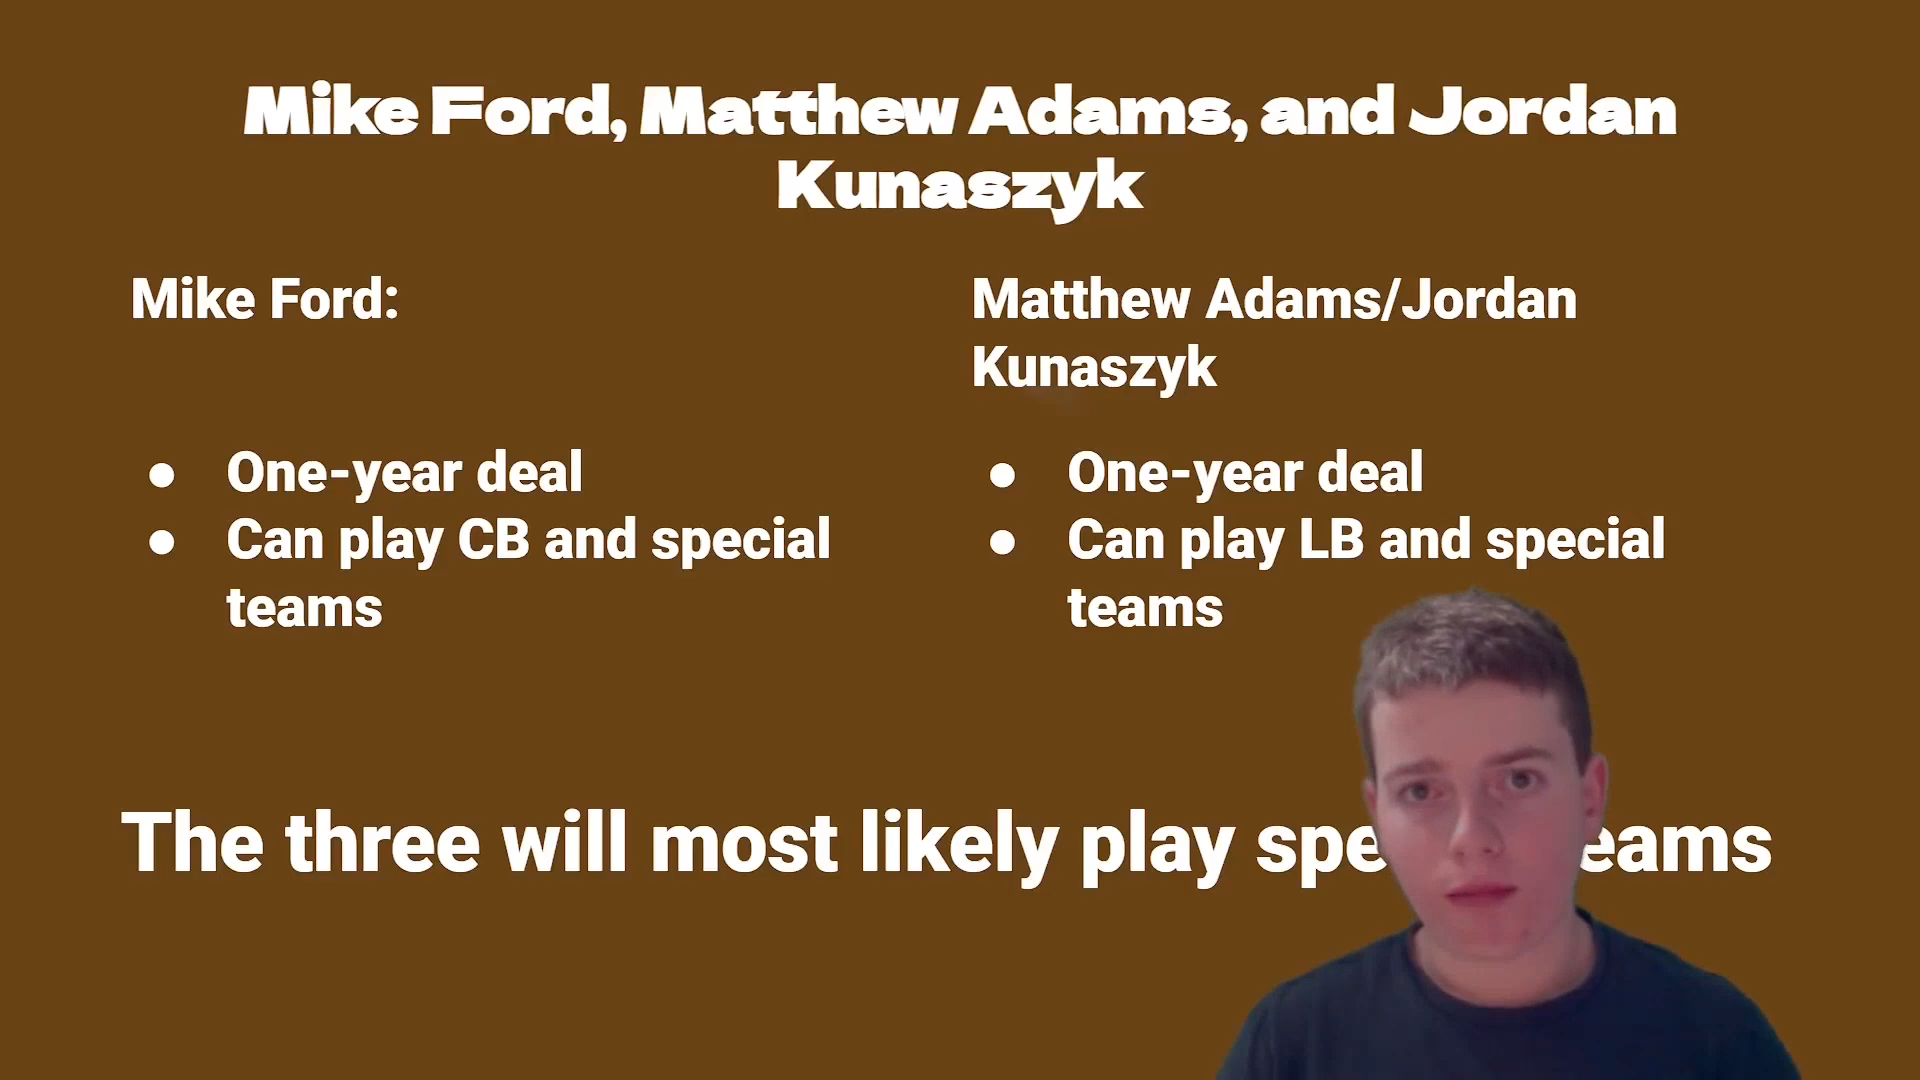 Mike Ford, Matthew Adams, and Jordan
Kunaszyk
Mike Ford:
● One-year deal
● Can play CB and special
teams
Matthew Adams/Jordan
Kunaszyk
● One-year deal
● Can play LB and special
teams
The three will most likely play spe eams